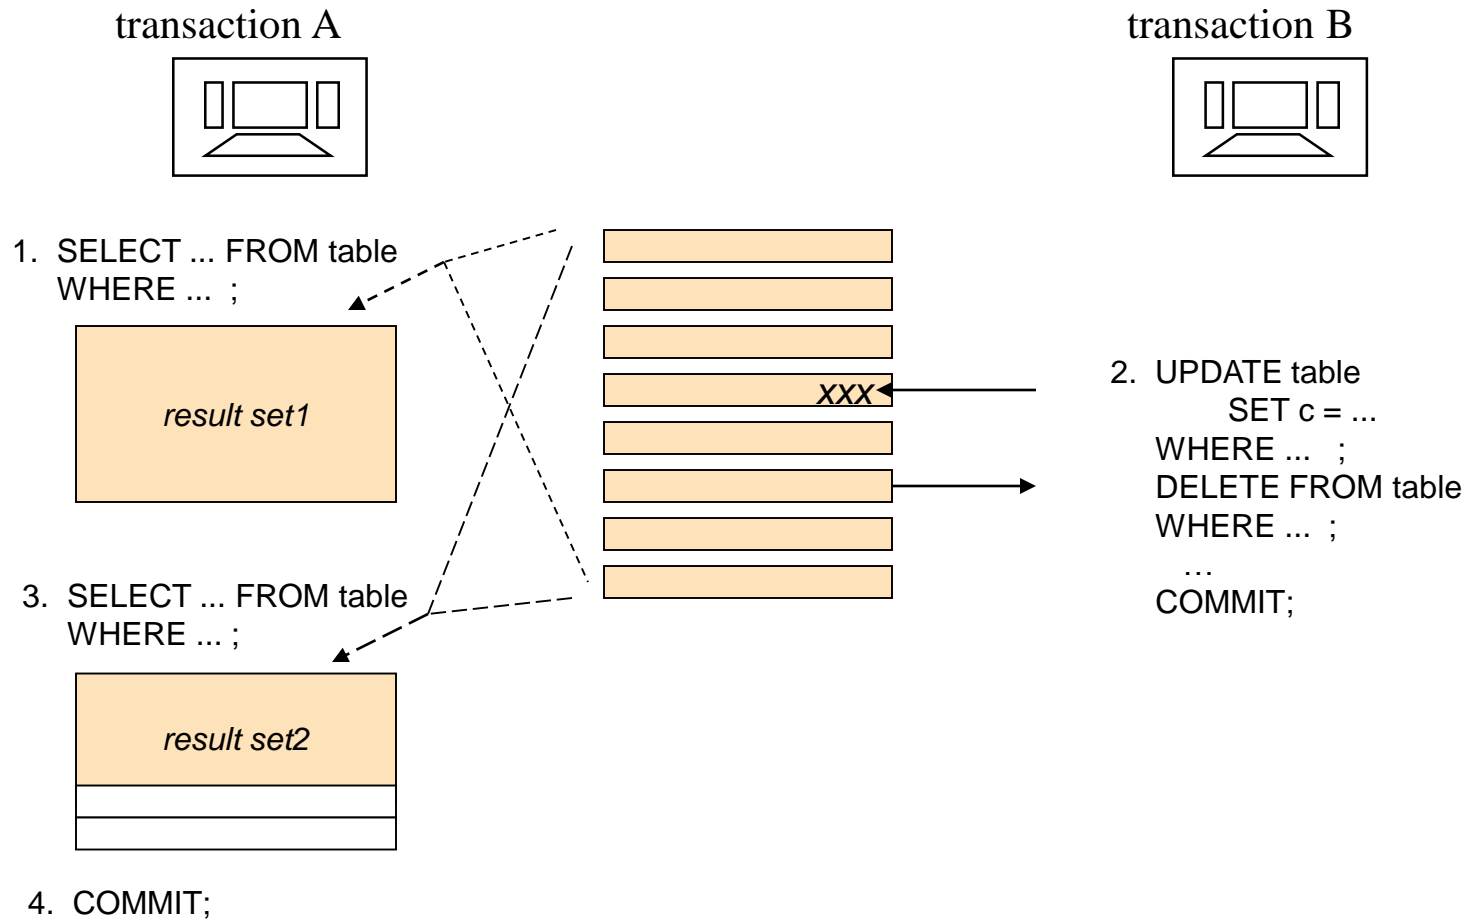 transaction A
transaction B
1. SELECT ... FROM table
WHERE ... ;
result set1
xxx
2. UPDATE table
SET c = ...
WHERE ... ;
DELETE FROM table
WHERE ... ;
...
COMMIT;
3. SELECT ... FROM table
WHERE ... ;
result set2
4. COMMIT;